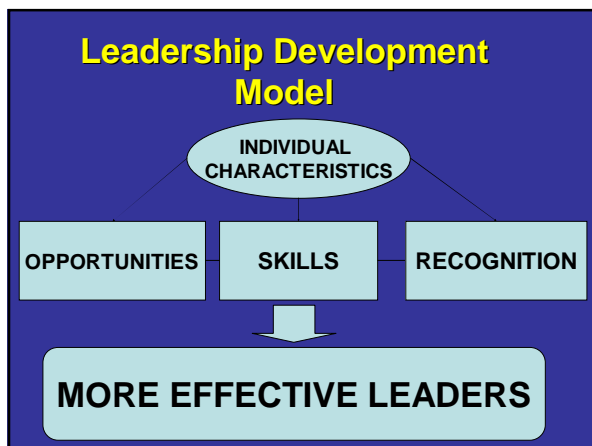 Leadership Development
Model
INDIVIDUAL
CHARACTERISTICS
OPPORTUNITIES
SKILLS
RECOGNITION
MORE EFFECTIVE LEADERS